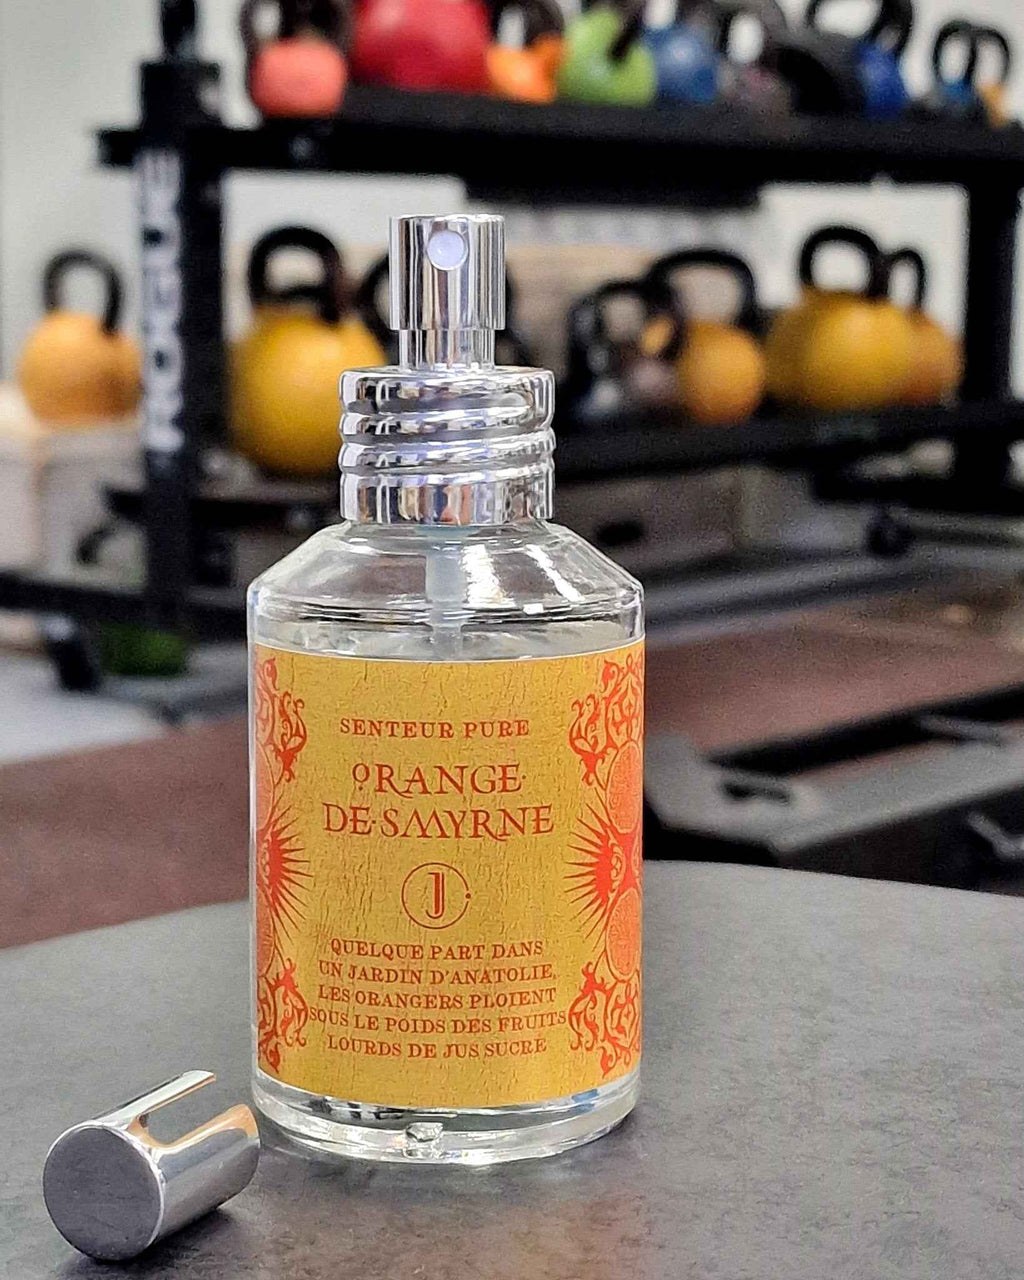 ROGUE
SENTEUR PURE
ORANGE
DE·SMYRNE
J
QUELQUE PART DANS
UN JARDIN D'ANATOLIE,
LES ORANGERS PLOIENT
SOUS LE POIDS DES FRUITS
LOURDS DE JUS SUCRÉ